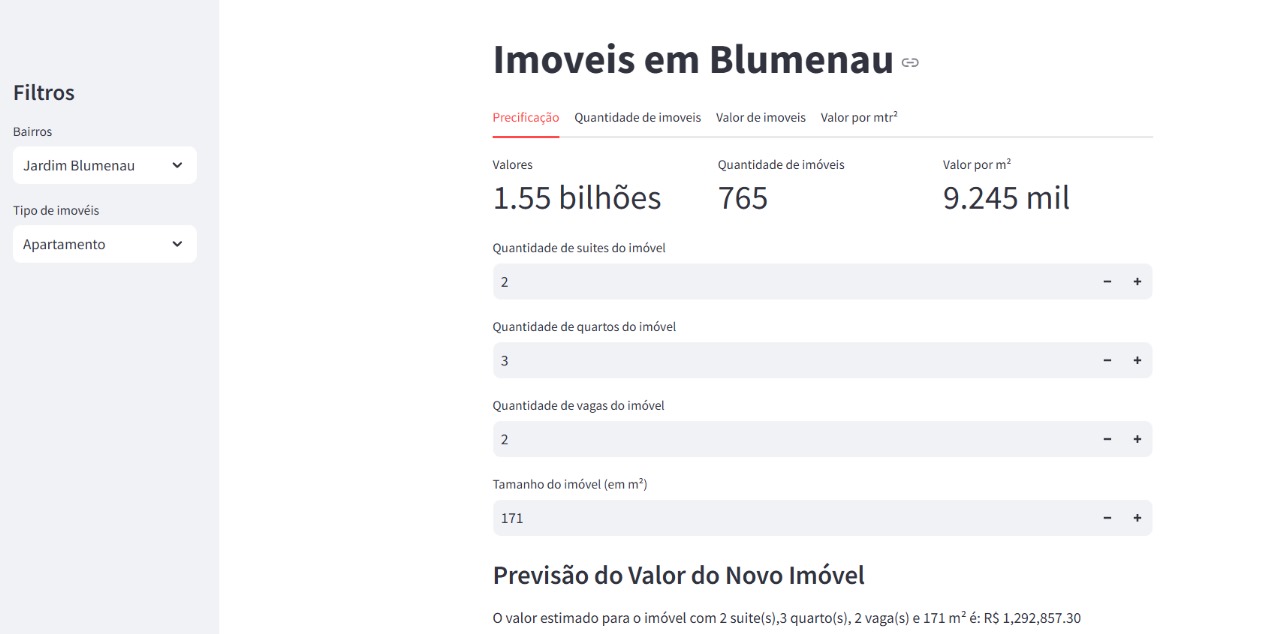 Filtros
Bairros
Jardim Blumenau
Tipo de imovéis
Apartamento
Imoveis em Blumenau
Precificação Quantidade de imoveis Valor de imoveis Valor por mtr²
Valores Quantidade de imóveis Valor por m²
1.55 bilhões 765 9.245 mil
Quantidade de suites do imóvel
2 - +
Quantidade de quartos do imóvel
3 - +
Quantidade de vagas do imóvel
2 - +
Tamanho do imóvel (em m²)
171 - +
Previsão do Valor do Novo Imóvel
O valor estimado para o imóvel com 2 suite(s),3 quarto(s), 2 vaga(s) e 171 m² é: R$ 1,292,857.30